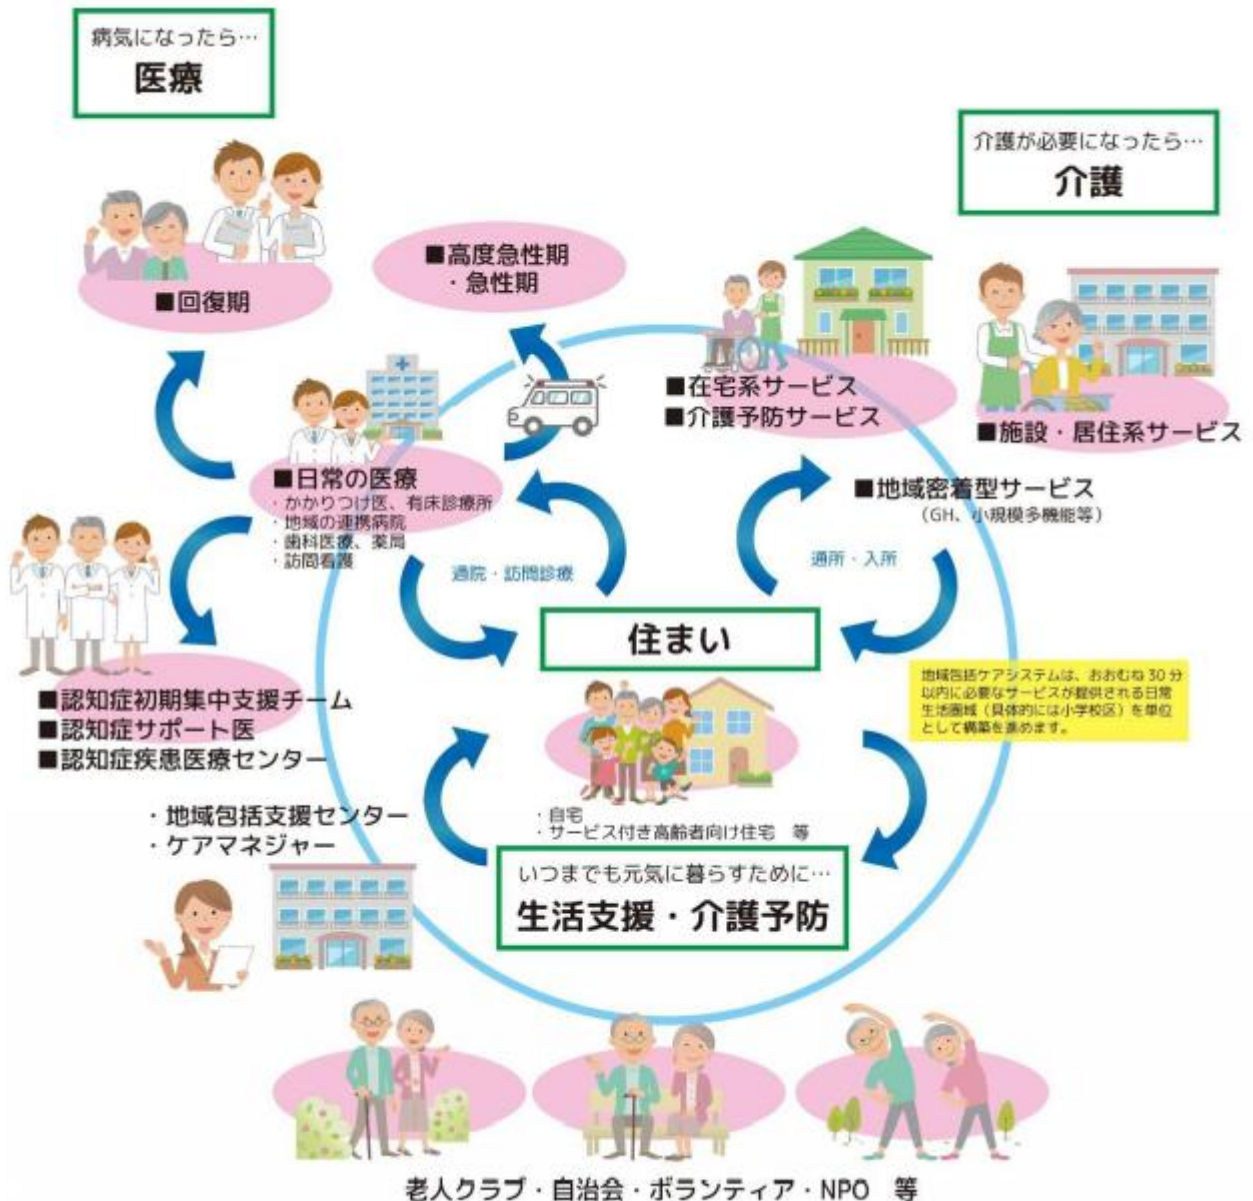 病気になったら…
医療
介護が必要になったら…
介護
■高度急性期
・急性期
■回復期
■在宅系サービス
■介護予防サービス
■施設・居住系サービス
■日常の医療
・かかりつけ医、有床診療所
・地域の連携病院
・歯科医療、薬局
・訪問看護
■地域密着型サービス
（GH、小規模多機能等）
通院・訪問診療
通所・入所
住まい
地域包括ケアシステムは、おおむね 30 分
以内に必要なサービスが提供される日常
生活圏域（具体的には小学校区）を単位
として構築を進めます。
■認知症初期集中支援チーム
■認知症サポート医
■認知症疾患医療センター
・地域包括支援センター
・ケアマネジャー
・自宅
・サービス付き高齢者向け住宅　等
いつまでも元気に暮らすために…
生活支援・介護予防
老人クラブ・自治会・ボランティア・NPO　等